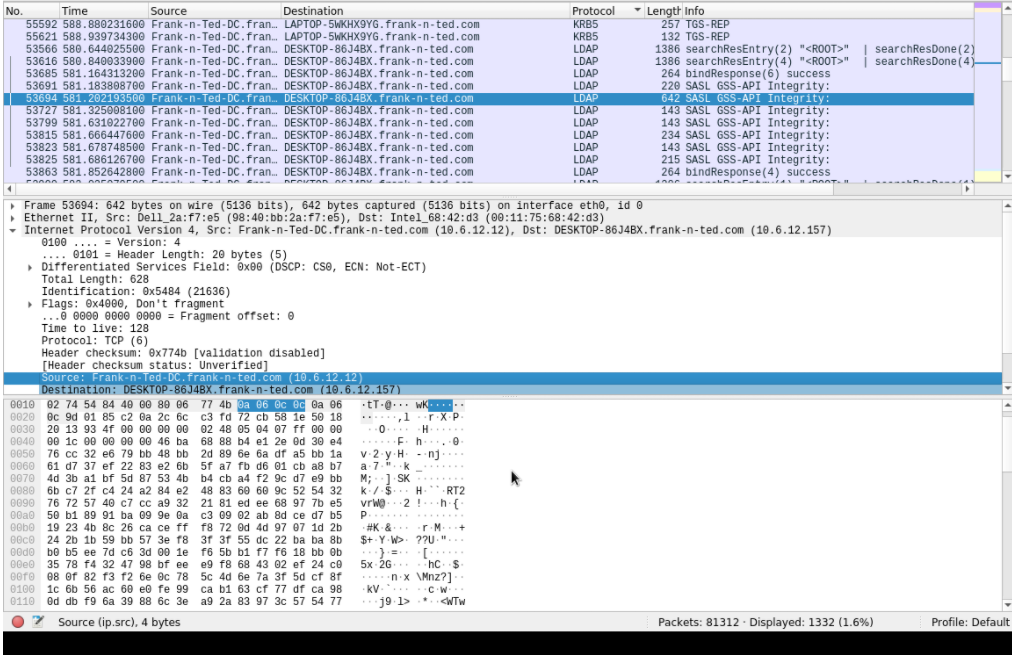 No. Time Source Destination Protocol Length Info
55592 588.880231600 Frank-n-Ted-DC.fran… LAPTOP-5WKHX9YG.frank-n-ted.com KRB5 257 TGS-REP
55621 588.939734300 Frank-n-Ted-DC.fran… LAPTOP-5WKHX9YG.frank-n-ted.com KRB5 132 TGS-REP
53566 580.644025500 Frank-n-Ted-DC.fran… DESKTOP-86J4BX.frank-n-ted.com LDAP 1386 searchResEntry(2) "<ROOT>" | searchResDone(2)
53616 580.840033900 Frank-n-Ted-DC.fran… DESKTOP-86J4BX.frank-n-ted.com LDAP 1386 searchResEntry(4) "<ROOT>" | searchResDone(4)
53685 581.164313200 Frank-n-Ted-DC.fran… DESKTOP-86J4BX.frank-n-ted.com LDAP 264 bindResponse(6) success
53691 581.183808700 Frank-n-Ted-DC.fran… DESKTOP-86J4BX.frank-n-ted.com LDAP 220 SASL GSS-API Integrity:
53694 581.202193500 Frank-n-Ted-DC.fran… DESKTOP-86J4BX.frank-n-ted.com LDAP 642 SASL GSS-API Integrity:
53727 581.325008100 Frank-n-Ted-DC.fran… DESKTOP-86J4BX.frank-n-ted.com LDAP 143 SASL GSS-API Integrity:
53799 581.631022700 Frank-n-Ted-DC.fran… DESKTOP-86J4BX.frank-n-ted.com LDAP 143 SASL GSS-API Integrity:
53815 581.666447600 Frank-n-Ted-DC.fran… DESKTOP-86J4BX.frank-n-ted.com LDAP 234 SASL GSS-API Integrity:
53823 581.678748500 Frank-n-Ted-DC.fran… DESKTOP-86J4BX.frank-n-ted.com LDAP 143 SASL GSS-API Integrity:
53825 581.686126700 Frank-n-Ted-DC.fran… DESKTOP-86J4BX.frank-n-ted.com LDAP 215 SASL GSS-API Integrity:
53863 581.852642800 Frank-n-Ted-DC.fran… DESKTOP-86J4BX.frank-n-ted.com LDAP 264 bindResponse(4) success
Frame 53694: 642 bytes on wire (5136 bits), 642 bytes captured (5136 bits) on interface eth0, id 0
Ethernet II, Src: Dell_2a:f7:e5 (98:40:bb:2a:f7:e5), Dst: Intel_68:42:d3 (00:11:75:68:42:d3)
Internet Protocol Version 4, Src: Frank-n-Ted-DC.frank-n-ted.com (10.6.12.12), Dst: DESKTOP-86J4BX.frank-n-ted.com (10.6.12.157)
0100 .... = Version: 4
.... 0101 = Header Length: 20 bytes (5)
Differentiated Services Field: 0x00 (DSCP: CS0, ECN: Not-ECT)
Total Length: 628
Identification: 0x5484 (21636)
Flags: 0x4000, Don't fragment
...0 0000 0000 0000 = Fragment offset: 0
Time to live: 128
Protocol: TCP (6)
Header checksum: 0x774b [validation disabled]
[Header checksum status: Unverified]
Source: Frank-n-Ted-DC.frank-n-ted.com (10.6.12.12)
Destination: DESKTOP-86J4BX.frank-n-ted.com (10.6.12.157)
0010 02 74 54 84 40 00 80 06 77 4b 0a 06 0c 0c 0a 06 ·tT·@··· wK······
0020 0c 9d 01 85 c2 0a 2c 6c c3 fd 72 cb 58 1e 50 18 ······,l ··r·X·P·
0030 20 13 93 4f 00 00 00 00 02 48 05 04 07 ff 00 00 ··O···· ·H······
0040 00 1c 00 00 00 00 46 ba 68 88 b4 e1 2e 0d 30 e4 ······F· h···.·0·
0050 76 cc 32 e6 79 bb 48 bb 2d 89 6e 6a df a5 bb 1a v·2·y·H· -·nj····
0060 61 d7 37 ef 22 83 e2 6b 5f a7 fb d6 01 cb a8 b7 a·7·"··k _·······
0070 4d 3b a1 bf 5d 87 53 4b b4 cb a4 f2 9c d7 e9 bb M;··]·SK ········
0080 6b c7 2f c4 24 a2 84 e2 48 83 60 60 9c 52 54 32 k·/·$··· H·``·RT2
0090 76 72 57 40 c7 cc a9 32 21 81 ed ee 68 97 7b e5 vrW@···2 !···h·{·
00a0 50 b1 89 91 ba 09 9e 0a c3 09 02 ab 8d ce d7 b5 P······· ········
00b0 19 23 4b 8c 26 ca ce ff f8 72 0d 4d 97 07 1d 2b ·#K·&··· ·r·M···+
00c0 24 2b 1b 59 bb 57 3e f8 3f 3f 55 dc 22 ba ba 8b $+·Y·W>· ??U·"···
00d0 b0 b5 ee 7d c6 3d 00 1e f6 5b b1 f7 f6 18 bb 0b ···}·=·· ·[······
00e0 35 78 f4 32 47 98 bf ee e9 f8 68 43 02 ef 24 c0 5x·2G··· ··hC··$·
00f0 08 0f 82 f3 f2 6e 0c 78 5c 4d 6e 7a 3f 5d cf 8f ·····n·x \Mnz?]··
0100 1c 6b 56 ac 60 e0 fe 99 ca b1 63 cf 77 df ca 98 ·kV·`··· ··c·w···
0110 0d db f9 6a 39 88 6c 3e a9 2a 83 97 3c 57 54 77 ···j9·l> ·*··<WTw
Source (ip.src), 4 bytes Packets: 81312 · Displayed: 1332 (1.6%) Profile: Default